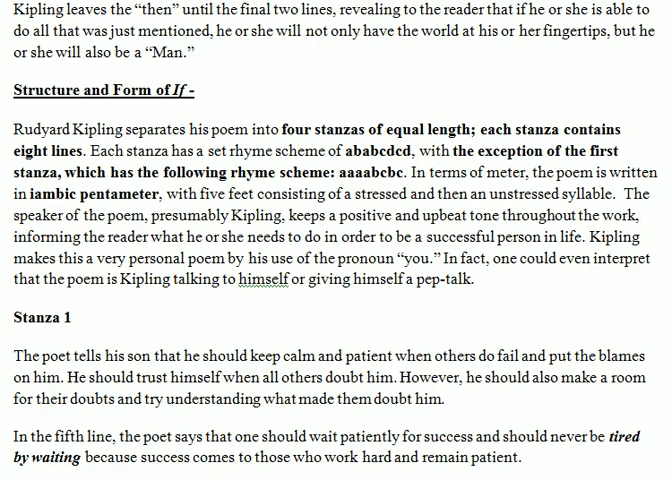 Kipling leaves the “then” until the final two lines, revealing to the reader that if he or she is able to
do all that was just mentioned, he or she will not only have the world at his or her fingertips, but he
or she will also be a “Man.”
Structure and Form of If -
Rudyard Kipling separates his poem into four stanzas of equal length; each stanza contains
eight lines. Each stanza has a set rhyme scheme of ababcdcd, with the exception of the first
stanza, which has the following rhyme scheme: aaaabcbc. In terms of meter, the poem is written
in iambic pentameter, with five feet consisting of a stressed and then an unstressed syllable. The
speaker of the poem, presumably Kipling, keeps a positive and upbeat tone throughout the work,
informing the reader what he or she needs to do in order to be a successful person in life. Kipling
makes this a very personal poem by his use of the pronoun “you.” In fact, one could even interpret
that the poem is Kipling talking to himself or giving himself a pep-talk.
Stanza 1
The poet tells his son that he should keep calm and patient when others do fail and put the blames
on him. He should trust himself when all others doubt him. However, he should also make a room
for their doubts and try understanding what made them doubt him.
In the fifth line, the poet says that one should wait patiently for success and should never be tired
by waiting because success comes to those who work hard and remain patient.